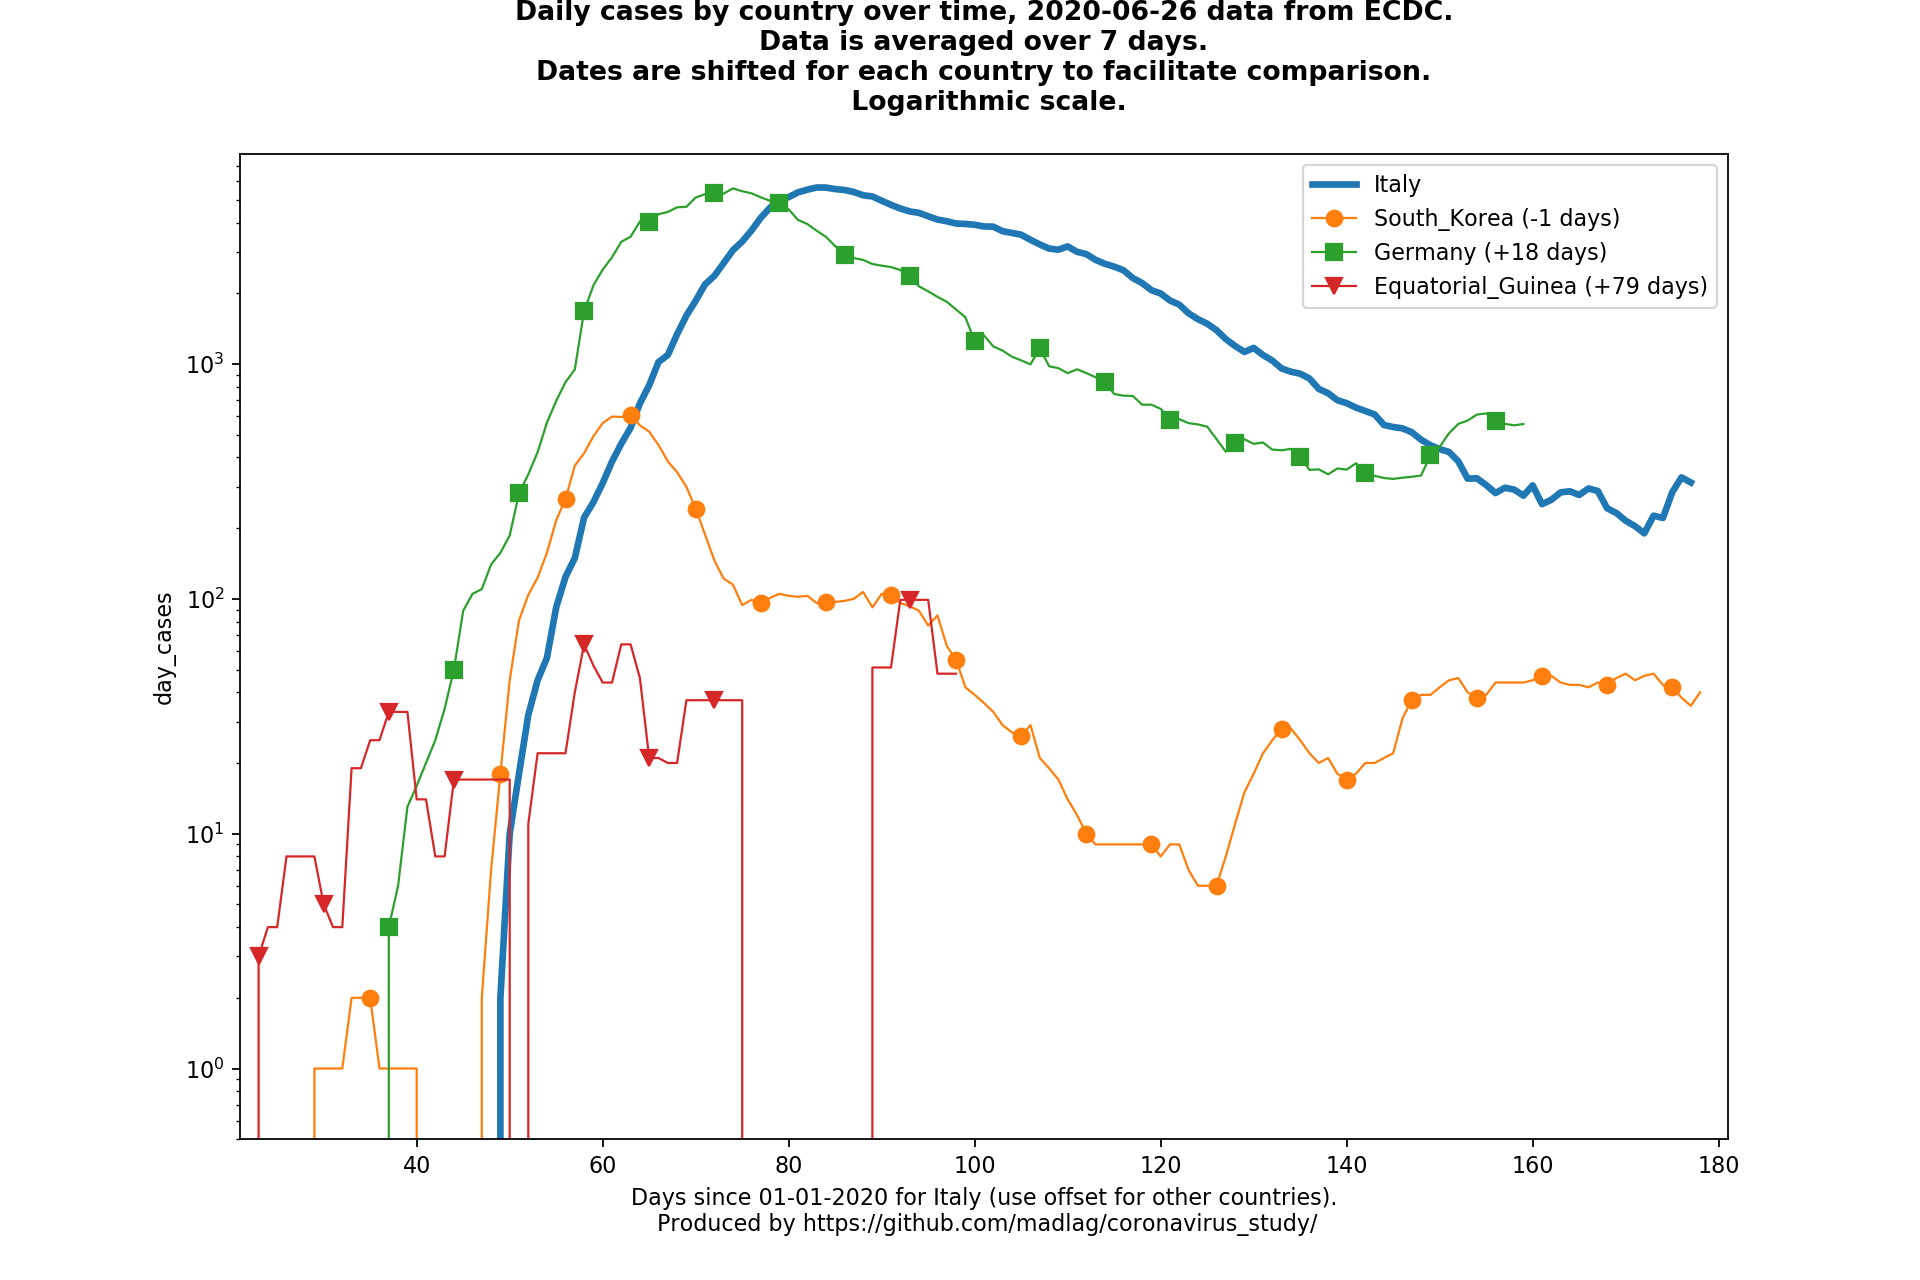 Daily cases by country over time, 2020-06-26 data from ECDC.
Data is averaged over 7 days.
Dates are shifted for each country to facilitate comparison.
Logarithmic scale.
Italy
South_Korea (-1 days)
Germany (+18 days)
Equatorial_Guinea (+79 days)
day_cases
10³
10²
10¹
10⁰
40 60 80 100 120 140 160 180
Days since 01-01-2020 for Italy (use offset for other countries).
Produced by https://github.com/madlag/coronavirus_study/